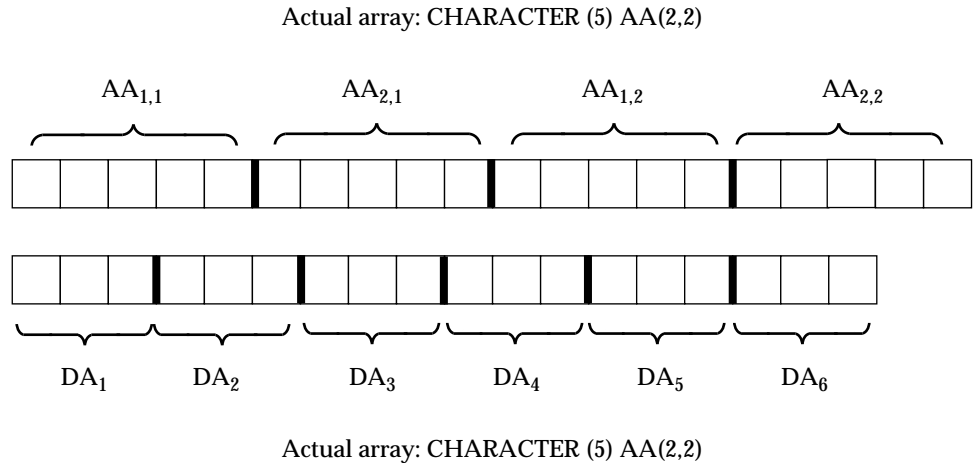 Actual array: CHARACTER (5) AA(2,2)
AA1,1 AA2,1 AA1,2 AA2,2
DA1 DA2 DA3 DA4 DA5 DA6
Actual array: CHARACTER (5) AA(2,2)